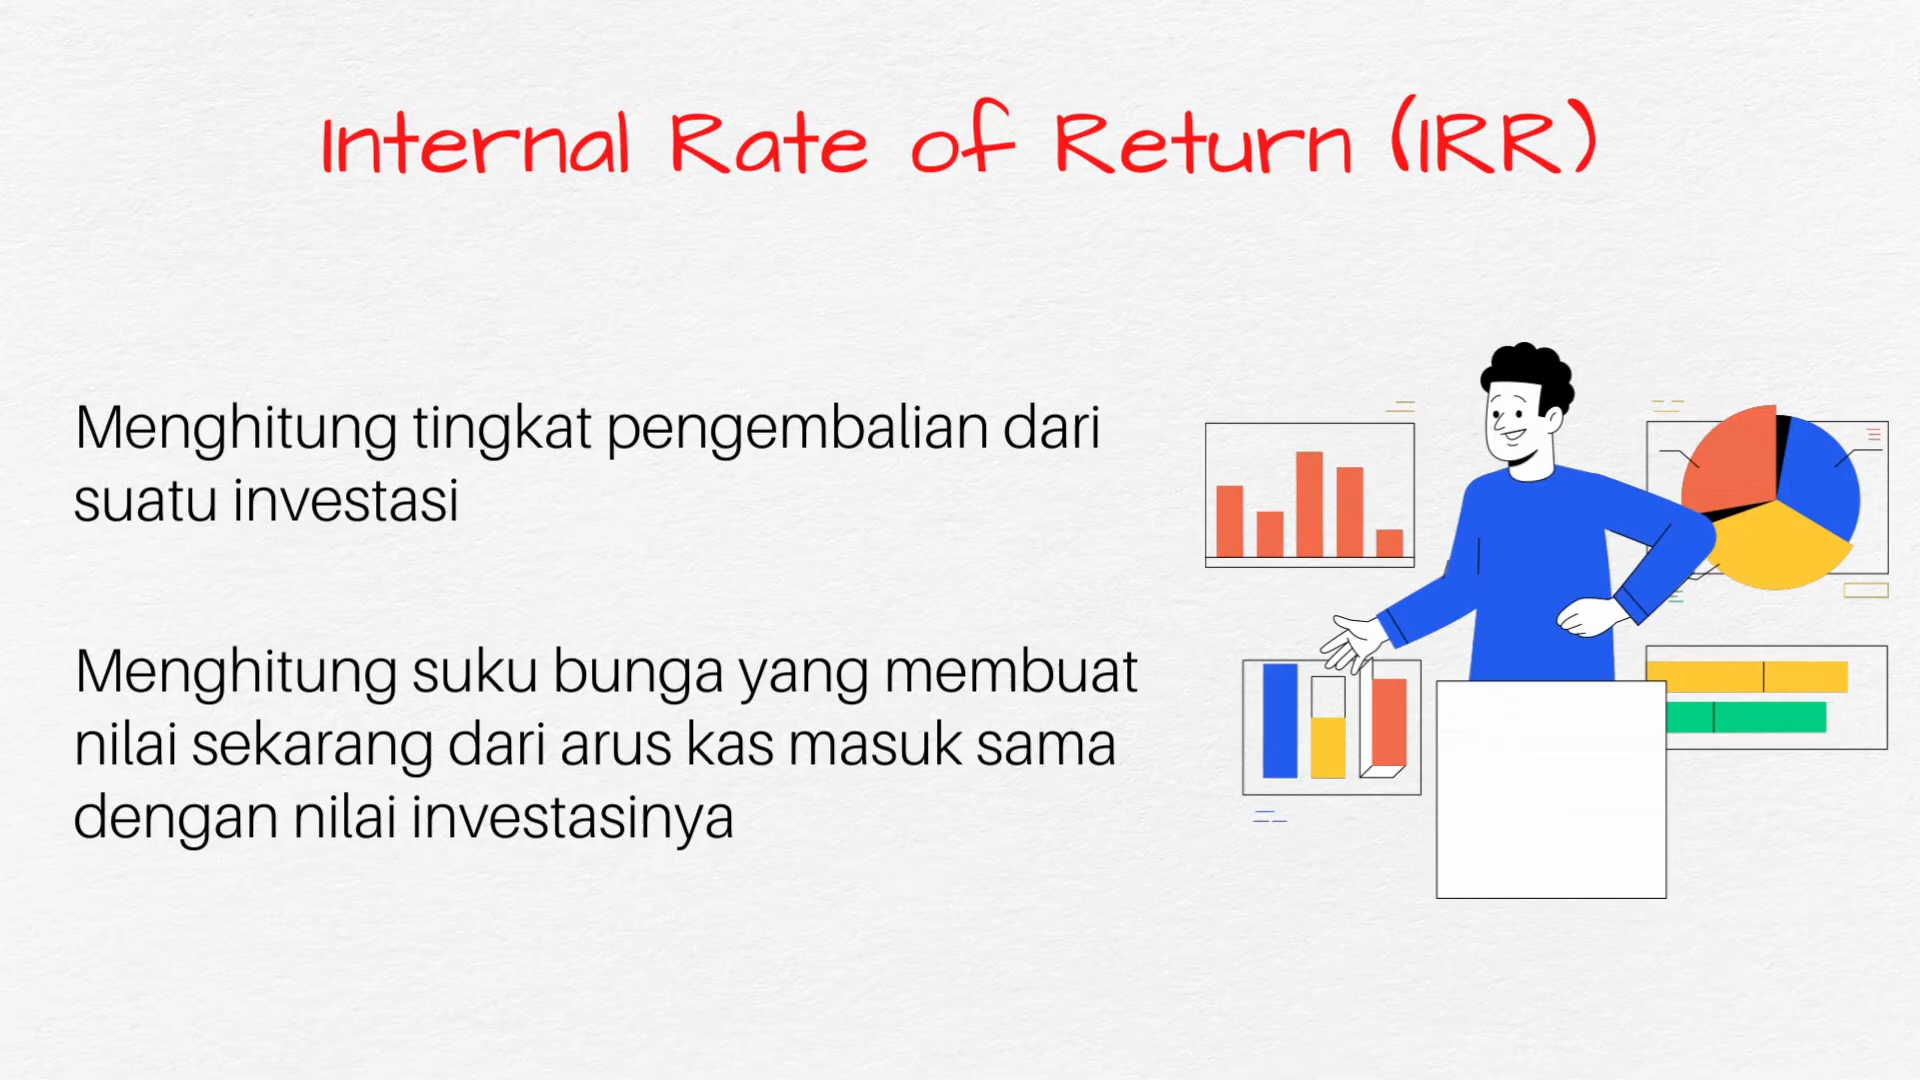 Internal Rate of Return (IRR)
Menghitung tingkat pengembalian dari
suatu investasi
Menghitung suku bunga yang membuat
nilai sekarang dari arus kas masuk sama
dengan nilai investasinya